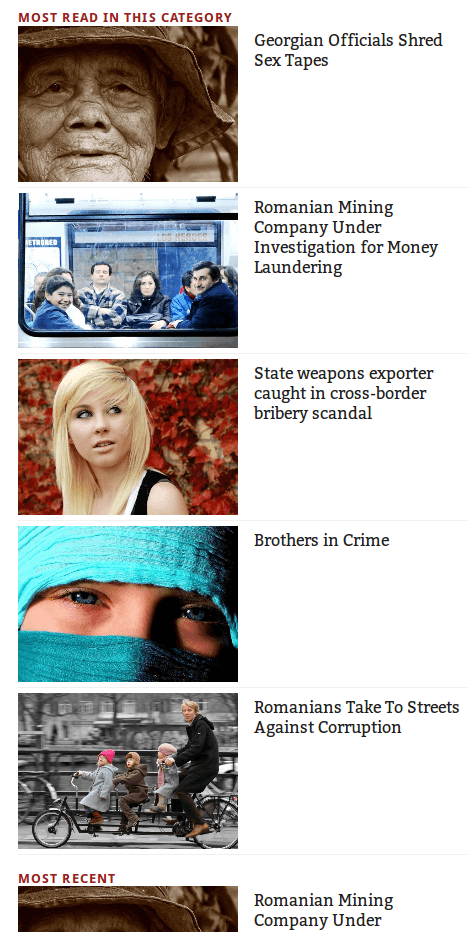 MOST READ IN THIS CATEGORY
Georgian Officials Shred
Sex Tapes
Romanian Mining
Company Under
Investigation for Money
Laundering
State weapons exporter
caught in cross-border
bribery scandal
Brothers in Crime
Romanians Take To Streets
Against Corruption
MOST RECENT
Romanian Mining
Company Under